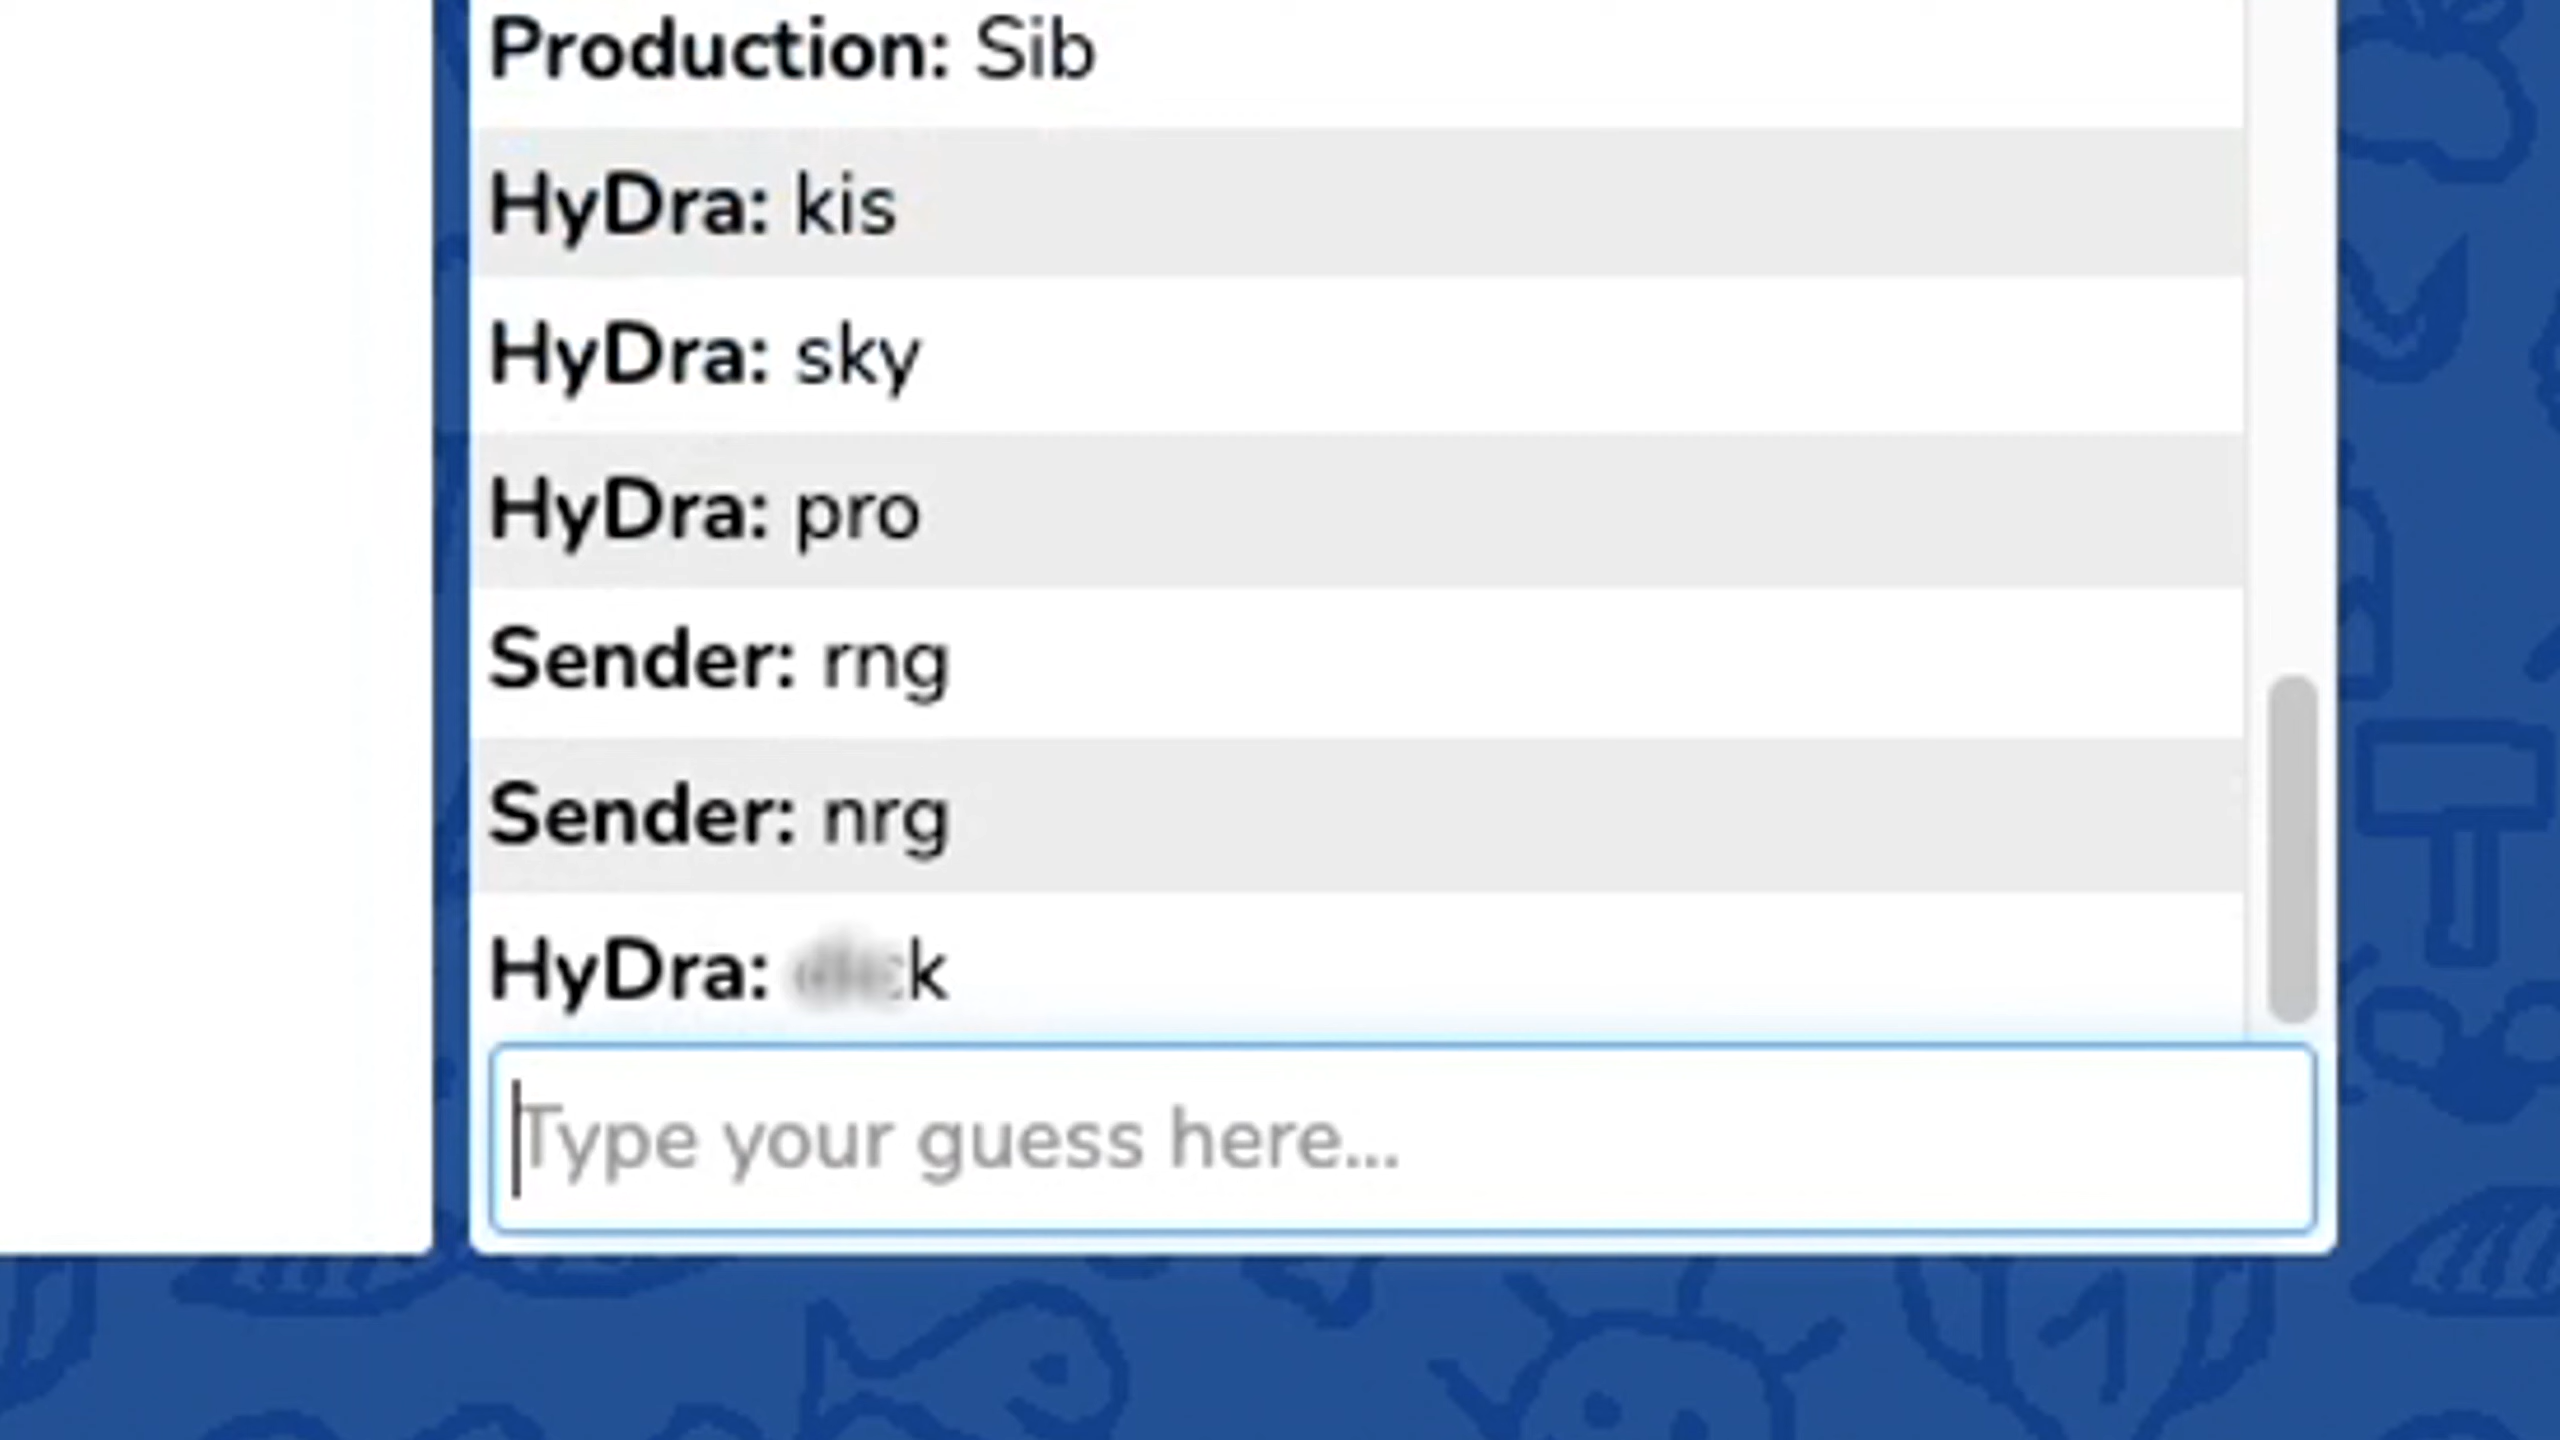 Production: Sib
HyDra: kis
HyDra: sky
HyDra: pro
Sender: rng
Sender: nrg
HyDra:
Type your guess here...